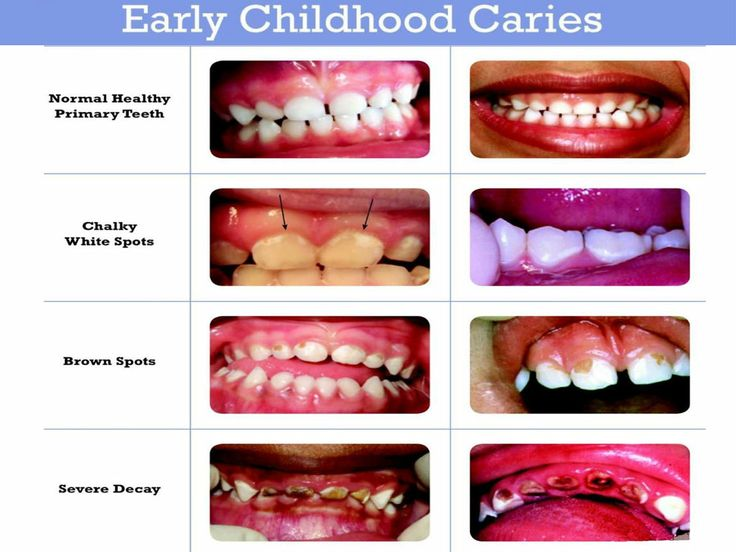 Early Childhood Caries
Normal Healthy
Primary Teeth
Chalky
White Spots
Brown Spots
Severe Decay